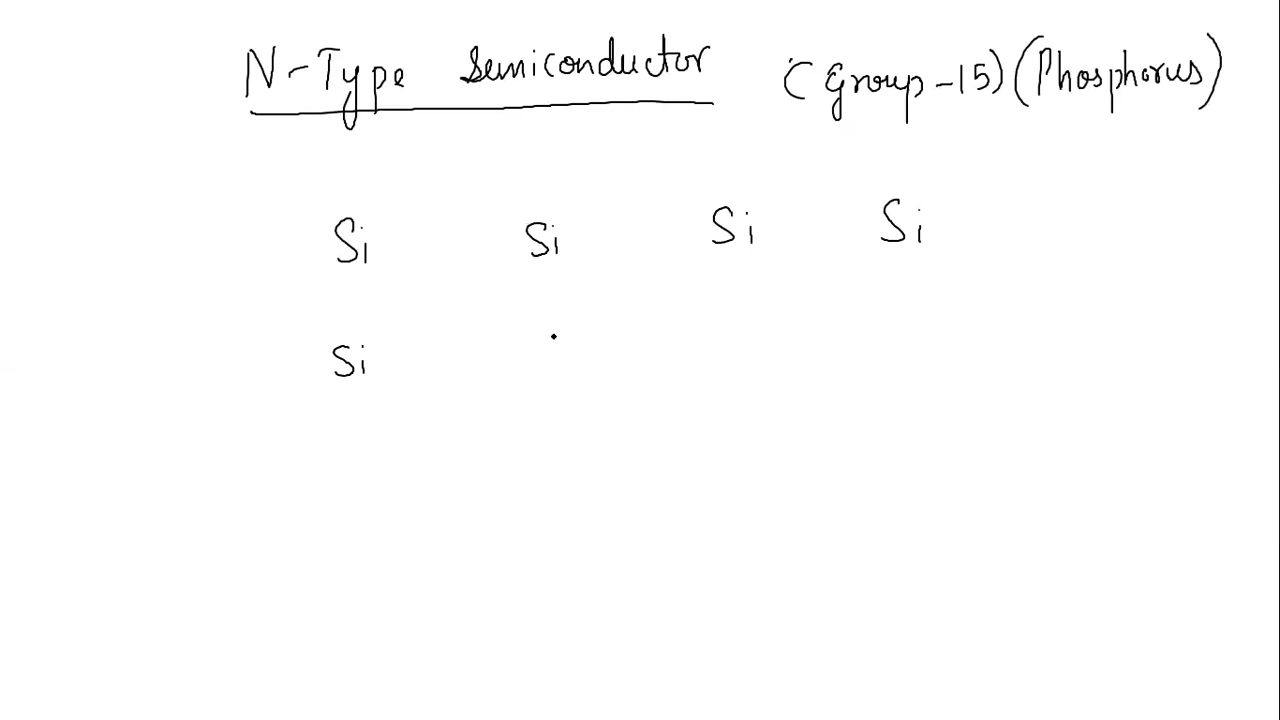 N-Type Semiconductor (Group-15) (Phosphorus)
Si Si Si Si
Si